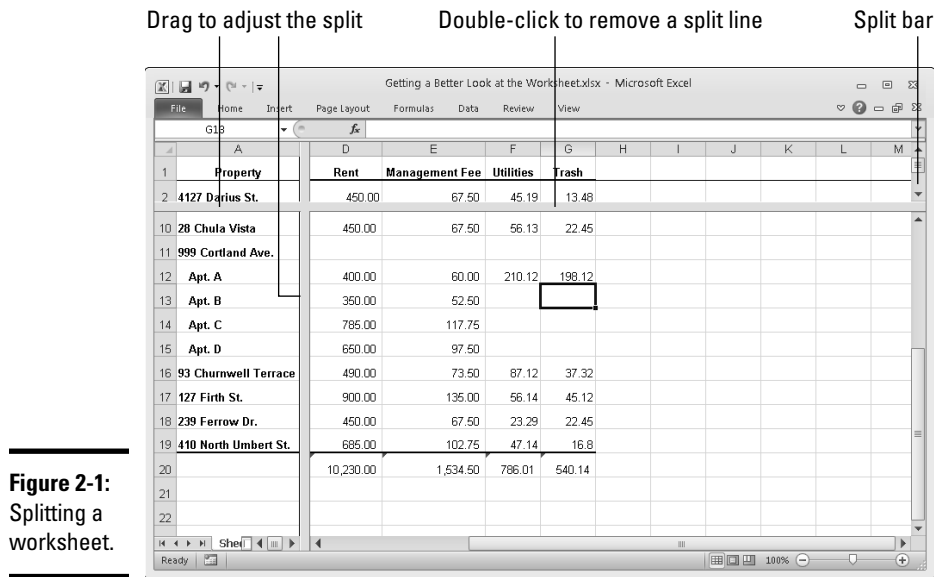 Drag to adjust the split Double-click to remove a split line Split bar
Getting a Better Look at the Worksheet.xlsx - Microsoft Excel
File Home Insert Page Layout Formulas Data Review View
G13 fx
A D E F G H I J K L M
1 Property Rent Management Fee Utilities Trash
2 4127 Darius St. 450.00 67.50 45.19 13.48
10 28 Chula Vista 450.00 67.50 56.13 22.45
11 999 Cortland Ave.
12 Apt. A 400.00 60.00 210.12 198.12
13 Apt. B 350.00 52.50
14 Apt. C 785.00 117.75
15 Apt. D 650.00 97.50
16 93 Churnwell Terrace 490.00 73.50 87.12 37.32
17 127 Firth St. 900.00 135.00 56.14 45.12
18 239 Ferrow Dr. 450.00 67.50 23.29 22.45
19 410 North Umbert St. 685.00 102.75 47.14 16.8
20 10,230.00 1,534.50 786.01 540.14
21
22
Ready 100%
Figure 2-1:
Splitting a
worksheet.